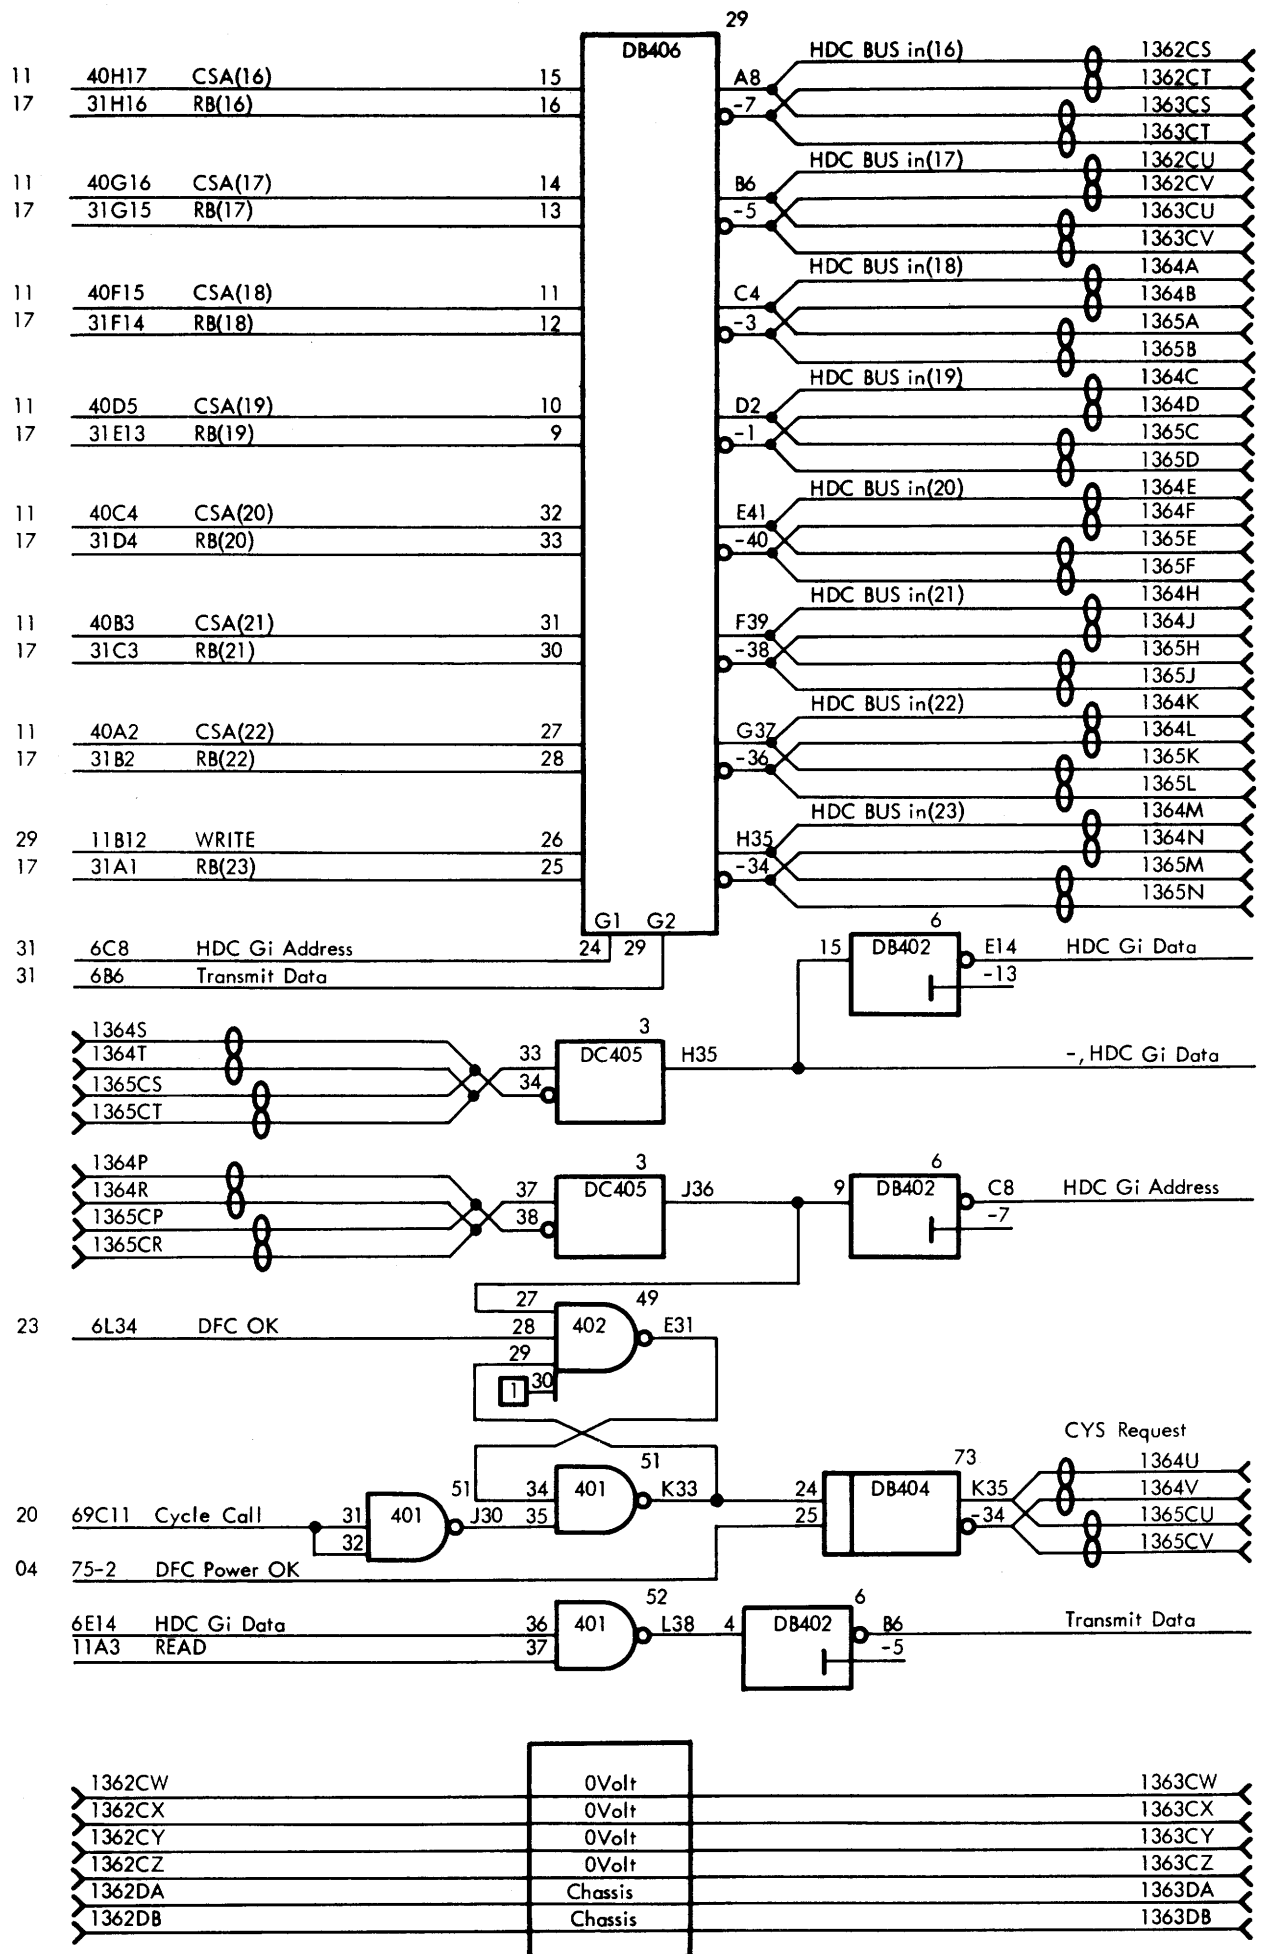 29
DB406
HDC BUS in(16) 1362CS
11 40H17 CSA(16) 15 A8 1362CT
17 31H16 RB(16) 16 -7 1363CS
1363CT
HDC BUS in(17) 1362CU
11 40G16 CSA(17) 14 B6 1362CV
17 31G15 RB(17) 13 -5 1363CU
1363CV
HDC BUS in(18) 1364A
11 40F15 CSA(18) 11 C4 1364B
17 31F14 RB(18) 12 -3 1365A
1365B
HDC BUS in(19) 1364C
11 40D5 CSA(19) 10 D2 1364D
17 31E13 RB(19) 9 -1 1365C
1365D
HDC BUS in(20) 1364E
11 40C4 CSA(20) 32 E41 1364F
17 31D4 RB(20) 33 -40 1365E
1365F
HDC BUS in(21) 1364H
11 40B3 CSA(21) 31 F39 1364J
17 31C3 RB(21) 30 -38 1365H
1365J
HDC BUS in(22) 1364K
11 40A2 CSA(22) 27 G37 1364L
17 31B2 RB(22) 28 -36 1365K
1365L
HDC BUS in(23) 1364M
29 11B12 WRITE 26 H35 1364N
17 31A1 RB(23) 25 -34 1365M
1365N
G1 G2 6
31 6C8 HDC Gi Address 24 29 15 DB402 E14 HDC Gi Data
31 6B6 Transmit Data -13
1364S 3
1364T 33 DC405 H35 -,HDC Gi Data
1365CS 34
1365CT
1364P 3 6
1364R 37 DC405 J36 9 DB402 C8 HDC Gi Address
1365CP 38 -7
1365CR
27 49
23 6L34 DFC OK 28 402 E31
29
1 30
CYS Request
51 73 1364U
51 34 401 K33 24 DB404 K35 1364V
20 69C11 Cycle Call 31 401 J30 35 25 -34 1365CU
32 1365CV
04 75-2 DFC Power OK
52 6
6E14 HDC Gi Data 36 401 L38 4 DB402 B6 Transmit Data
11A3 READ 37 -5
1362CW 0Volt 1363CW
1362CX 0Volt 1363CX
1362CY 0Volt 1363CY
1362CZ 0Volt 1363CZ
1362DA Chassis 1363DA
1362DB Chassis 1363DB